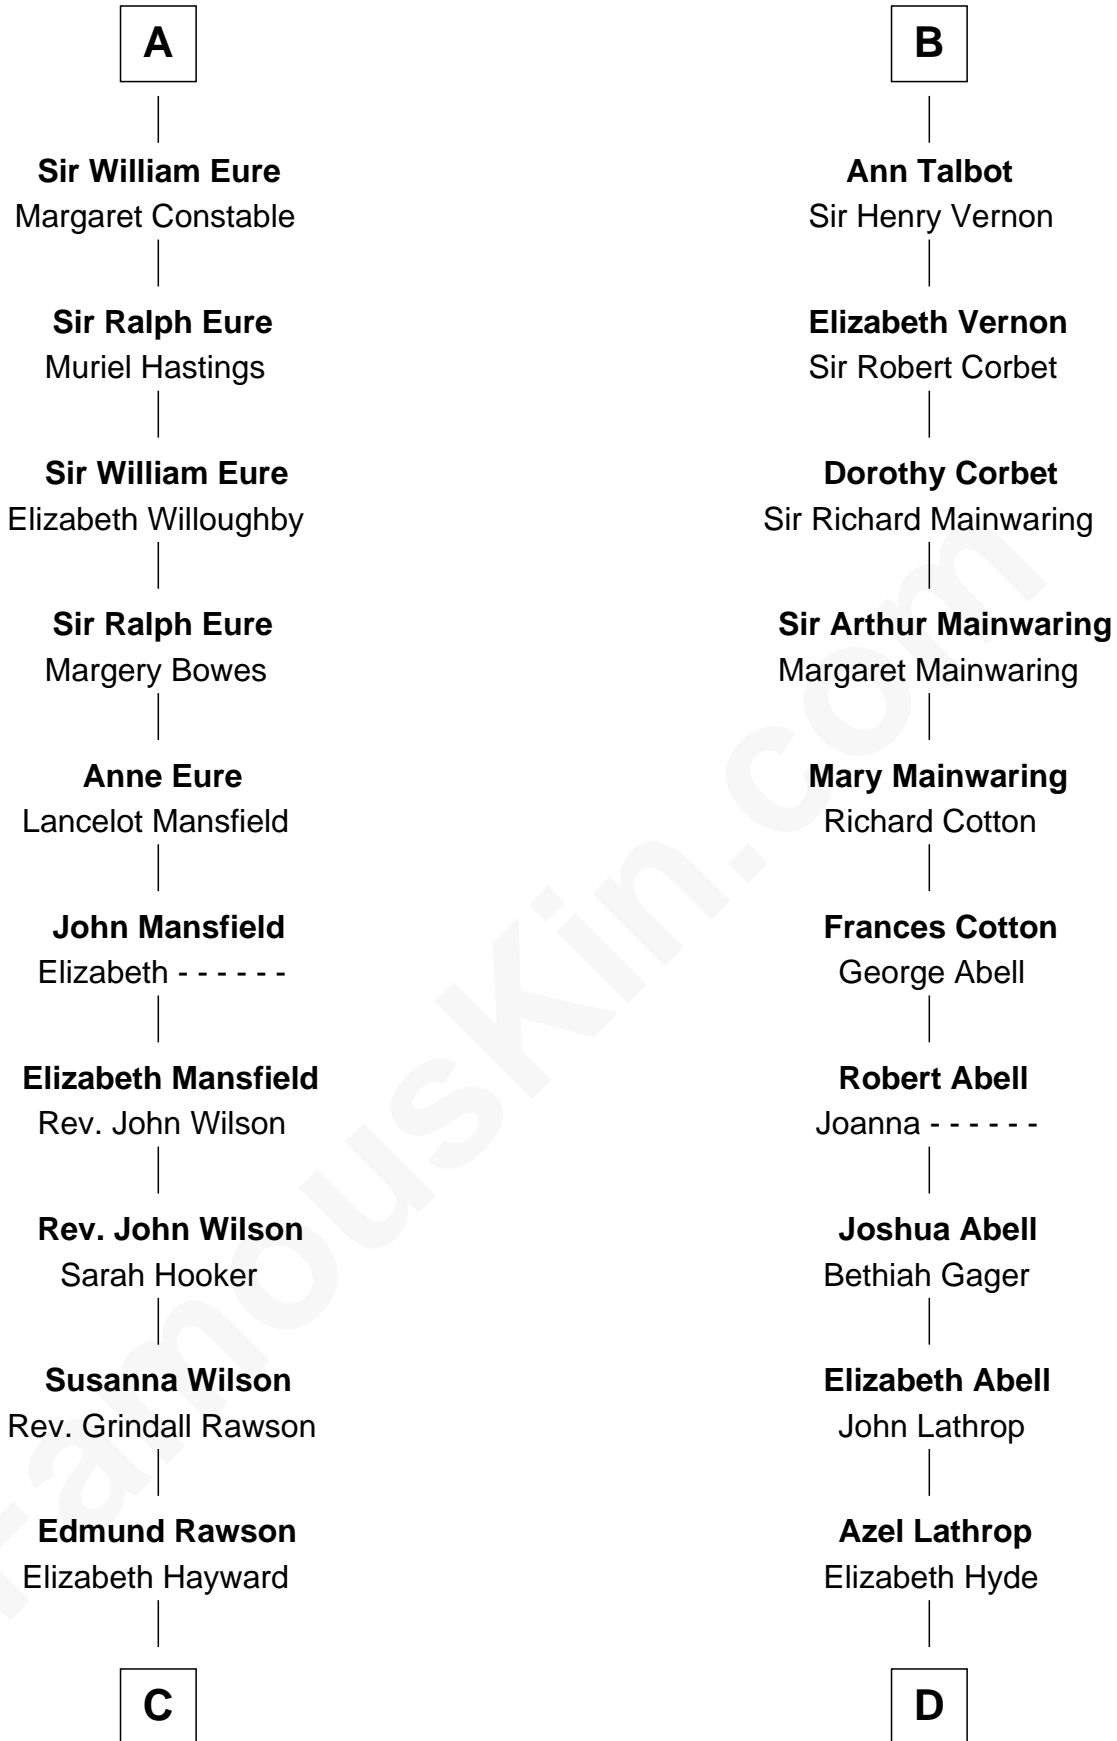 A
Sir William Eure
Margaret Constable
Sir Ralph Eure
Muriel Hastings
Sir William Eure
Elizabeth Willoughby
Sir Ralph Eure
Margery Bowes
Anne Eure
Lancelot Mansfield
John Mansfield
Elizabeth - - - - - -
Elizabeth Mansfield
Rev. John Wilson
Rev. John Wilson
Sarah Hooker
Susanna Wilson
Rev. Grindall Rawson
Edmund Rawson
Elizabeth Hayward
C
B
Ann Talbot
Sir Henry Vernon
Elizabeth Vernon
Sir Robert Corbet
Dorothy Corbet
Sir Richard Mainwaring
Sir Arthur Mainwaring
Margaret Mainwaring
Mary Mainwaring
Richard Cotton
Frances Cotton
George Abell
Robert Abell
Joanna - - - - - -
Joshua Abell
Bethiah Gager
Elizabeth Abell
John Lathrop
Azel Lathrop
Elizabeth Hyde
D
FamousKin.com